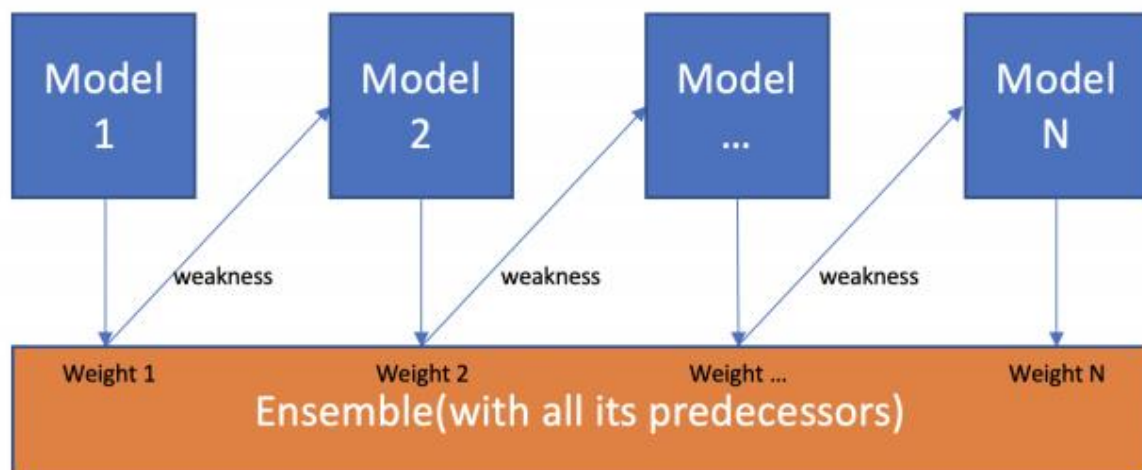 Model
1
Model
2
Model
...
Model
N
weakness
weakness
weakness
Weight 1
Weight 2
Weight ...
Weight N
Ensemble(with all its predecessors)